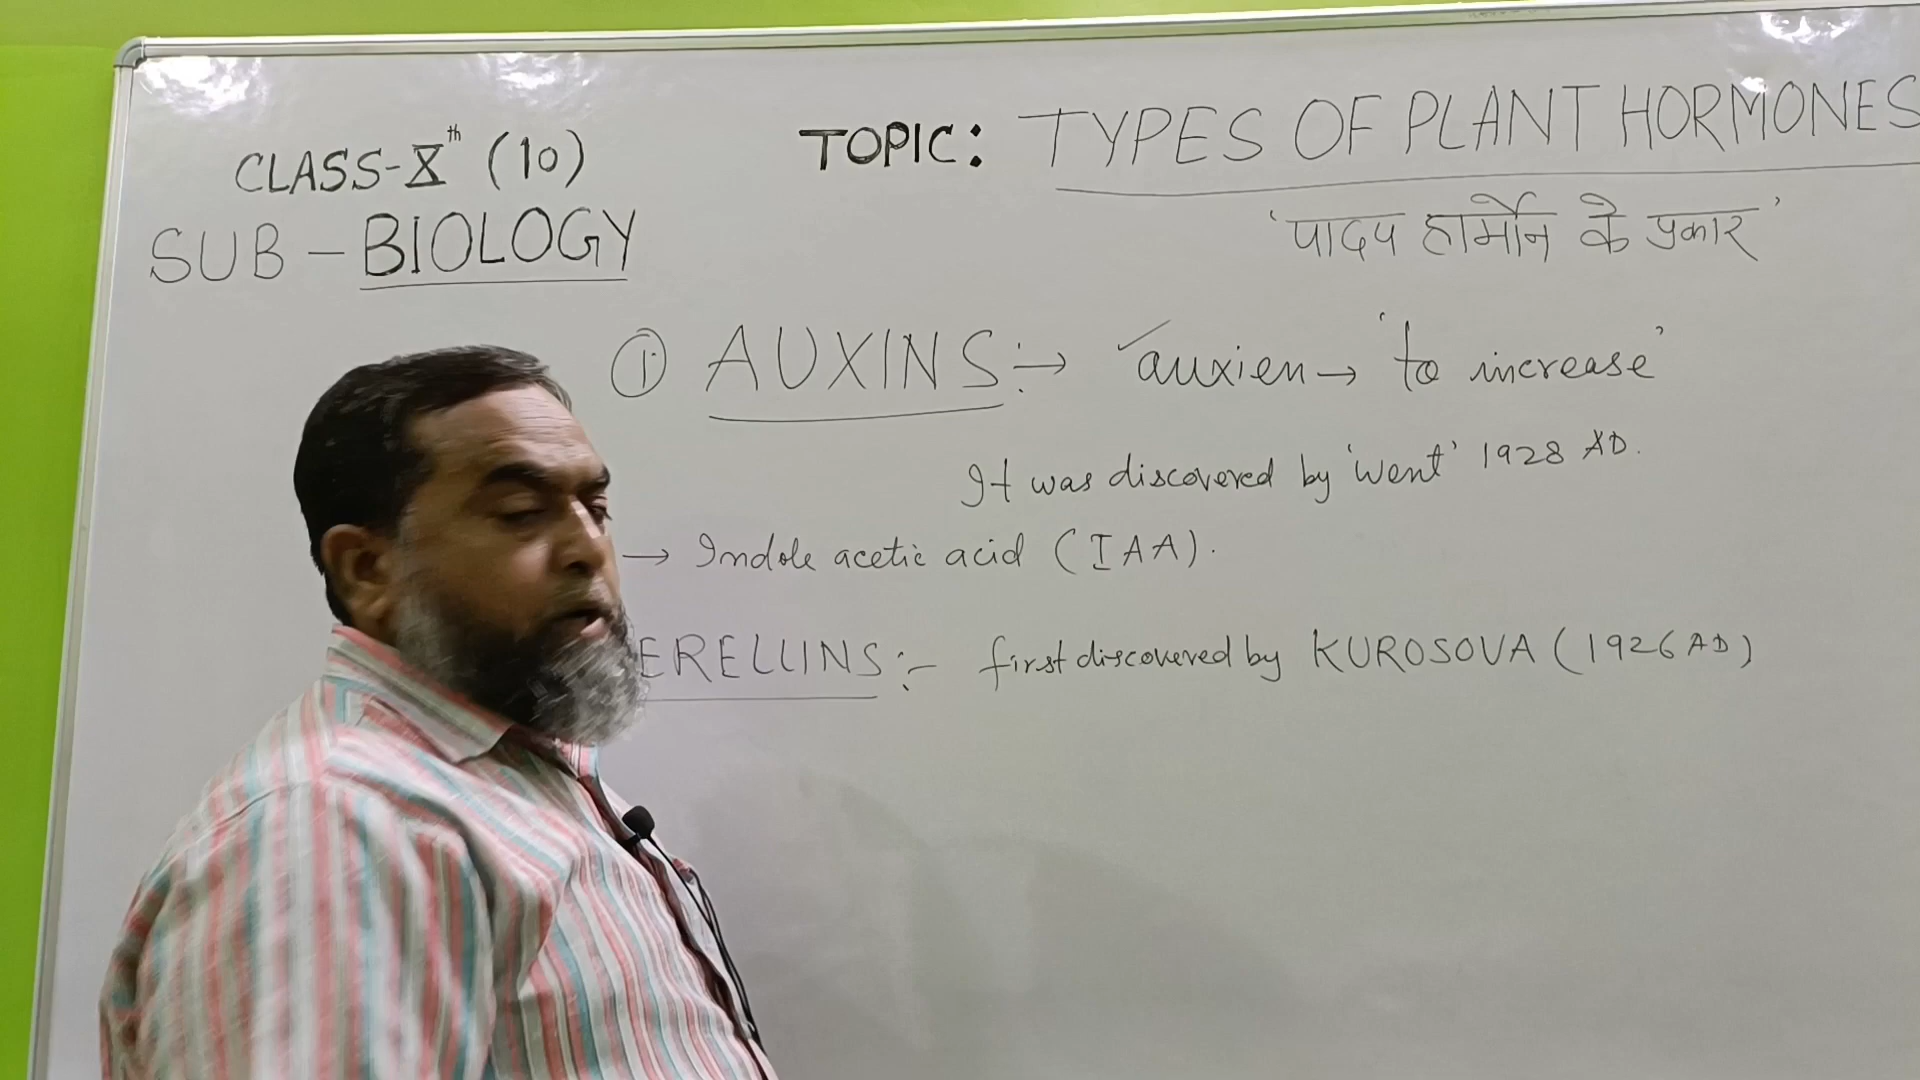 CLASS-Xth (10)
SUB - BIOLOGY
TOPIC: TYPES OF PLANT HORMONES
'पादप हार्मोन के प्रकार'
① AUXINS :→ auxien → 'to increase'
It was discovered by 'went' 1928 AD.
→ Indole acetic acid (IAA).
ERELLINS :- first discovered by KUROSOVA (1926 AD)